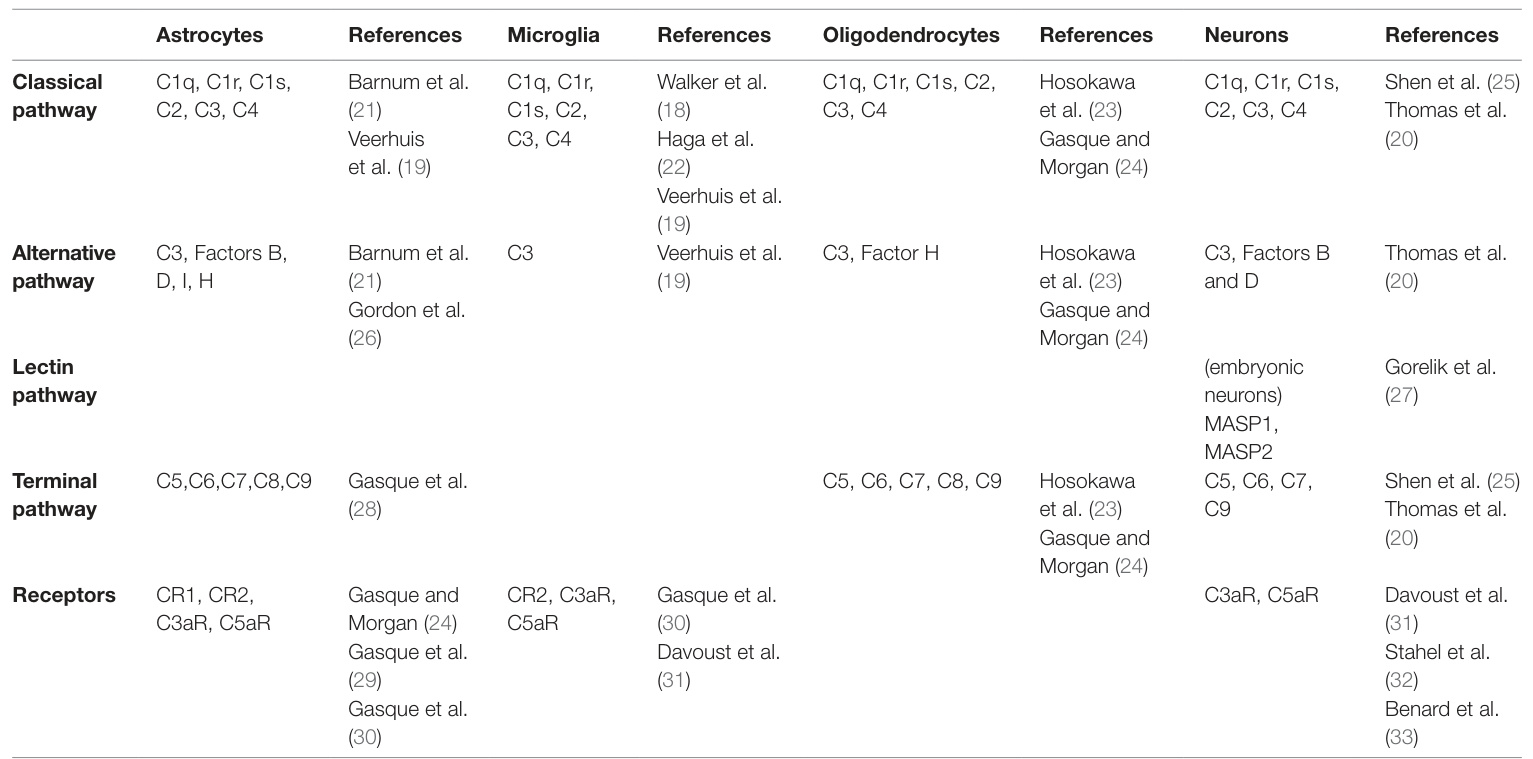 Astrocytes References Microglia References Oligodendrocytes References Neurons References
Classical C1q, C1r, C1s, Barnum et al. C1q, C1r, Walker et al. C1q, C1r, C1s, C2, Hosokawa C1q, C1r, C1s, Shen et al. (25)
pathway C2, C3, C4 (21) C1s, C2, (18) C3, C4 et al. (23) C2, C3, C4 Thomas et al.
Veerhuis C3, C4 Haga et al. Gasque and (20)
et al. (19) (22) Morgan (24)
Veerhuis et al.
(19)
Alternative C3, Factors B, Barnum et al. C3 Veerhuis et al. C3, Factor H Hosokawa C3, Factors B Thomas et al.
pathway D, I, H (21) (19) et al. (23) and D (20)
Gordon et al. Gasque and
(26) Morgan (24)
Lectin (embryonic Gorelik et al.
pathway neurons) (27)
MASP1,
MASP2
Terminal C5,C6,C7,C8,C9 Gasque et al. C5, C6, C7, C8, C9 Hosokawa C5, C6, C7, Shen et al. (25)
pathway (28) et al. (23) C9 Thomas et al.
Gasque and (20)
Morgan (24)
Receptors CR1, CR2, Gasque and CR2, C3aR, Gasque et al. C3aR, C5aR Davoust et al.
C3aR, C5aR Morgan (24) C5aR (30) (31)
Gasque et al. Davoust et al. Stahel et al.
(29) (31) (32)
Gasque et al. Benard et al.
(30) (33)